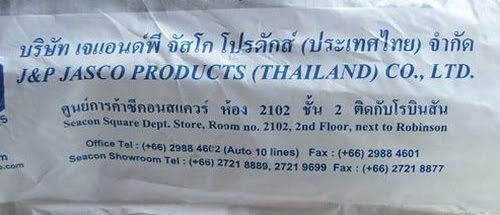 บริษัท เจแอนด์พี จัสโก โปรดักส์ (ประเทศไทย) จำกัด
J&P JASCO PRODUCTS (THAILAND) CO., LTD.
ศูนย์การค้าซีคอนสแควร์ ห้อง 2102 ชั้น 2 ติดกับโรบินสัน
Seacon Square Dept. Store, Room no. 2102, 2nd Floor, next to Robinson
Office Tel : (+66) 2988 4602 (Auto 10 lines) Fax : (+66) 2988 4601
Seacon Showroom Tel : (+66) 2721 8889, 2721 9699 Fax : (+66) 2721 8877